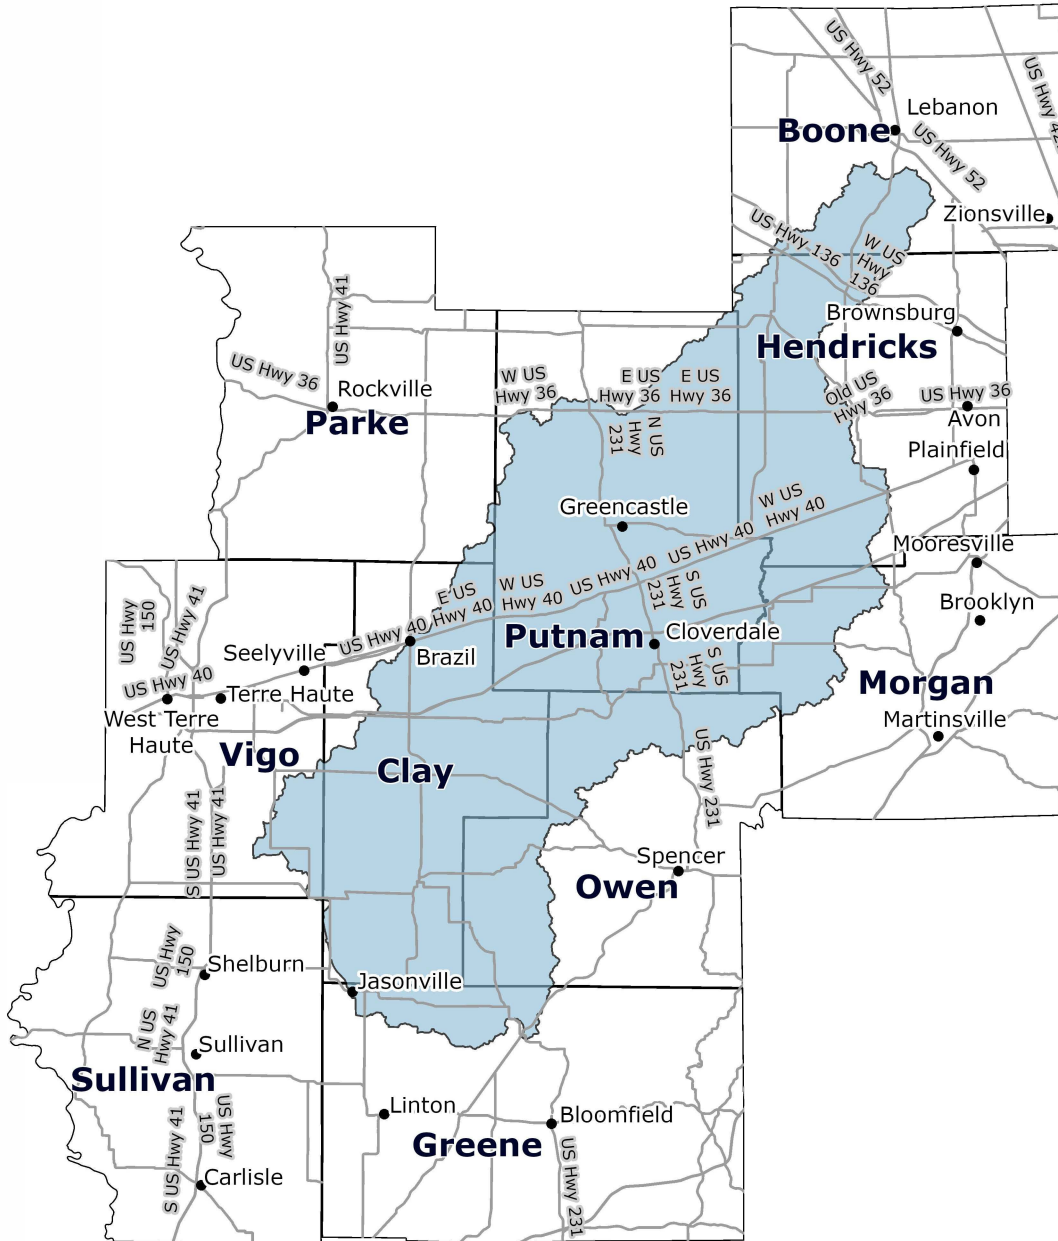 US Hwy 52
US Hwy 42
Lebanon
Boone
US Hwy 52
Zionsville
US Hwy 136
W US
Hwy
136
US Hwy 41
Brownsburg
Hendricks
US Hwy 36
Rockville
Parke
W US
Hwy 36
E US
Hwy 36
E US
Hwy 36
Old US
Hwy 36
US Hwy 36
Avon
N US
Hwy
231
Plainfield
Greencastle
W US
Hwy 40
US Hwy 40
Mooresville
US Hwy
150
US Hwy 41
E US
Hwy 40
W US
Hwy 40
US Hwy 40
S US
Hwy
231
Brooklyn
US Hwy 40
Putnam
Cloverdale
Seelyville
Brazil
S US
Hwy
231
US Hwy 40
Terre Haute
Morgan
West Terre
Haute
Martinsville
Vigo
Clay
US Hwy 231
S US Hwy 41
US Hwy 41
Spencer
Owen
US Hwy
150
Shelburn
Jasonville
N US
Hwy 41
Sullivan
Sullivan
Linton
Bloomfield
S US Hwy 41
US Hwy
150
Greene
US Hwy 231
Carlisle